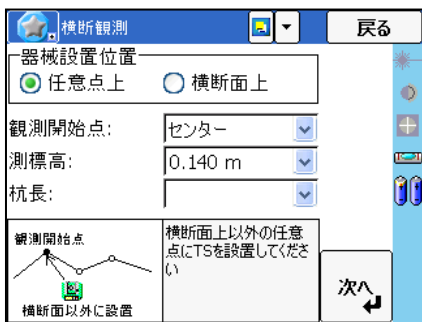 横断観測
戻る
器械設置位置
任意点上 横断面上
観測開始点: センター
測標高: 0.140 m
杭長:
観測開始点
横断面以外に設置
横断面上以外の任意
点にTSを設置してくださ
い
次へ